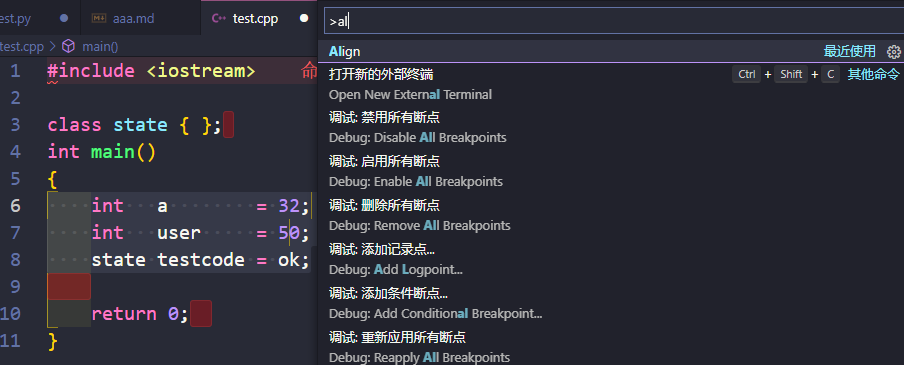 est.py
aaa.md
test.cpp
test.cpp > main()
1 #include <iostream> 命
2
3 class state { };
4 int main()
5 {
6 int a = 32;
7 int user = 50;
8 state testcode = ok;
9
10 return 0;
11 }
>al
Align 最近使用
打开新的外部终端 Ctrl + Shift + C 其他命令
Open New External Terminal
调试: 禁用所有断点
Debug: Disable All Breakpoints
调试: 启用所有断点
Debug: Enable All Breakpoints
调试: 删除所有断点
Debug: Remove All Breakpoints
调试: 添加记录点...
Debug: Add Logpoint...
调试: 添加条件断点...
Debug: Add Conditional Breakpoint...
调试: 重新应用所有断点
Debug: Reapply All Breakpoints